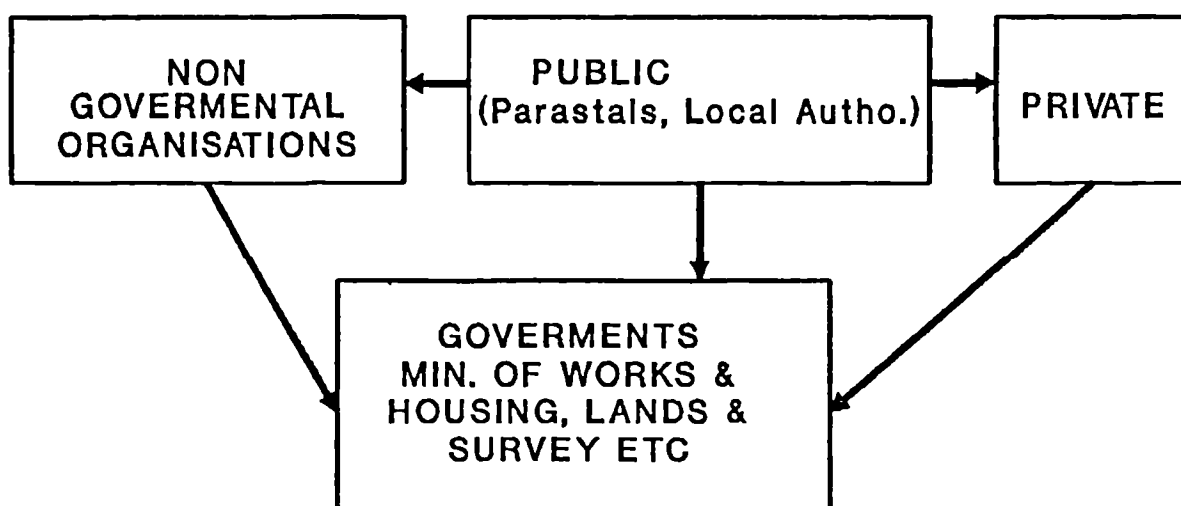 NON
GOVERMENTAL
ORGANISATIONS
PUBLIC
(Parastals, Local Autho.)
PRIVATE
GOVERMENTS
MIN. OF WORKS &
HOUSING, LANDS &
SURVEY ETC